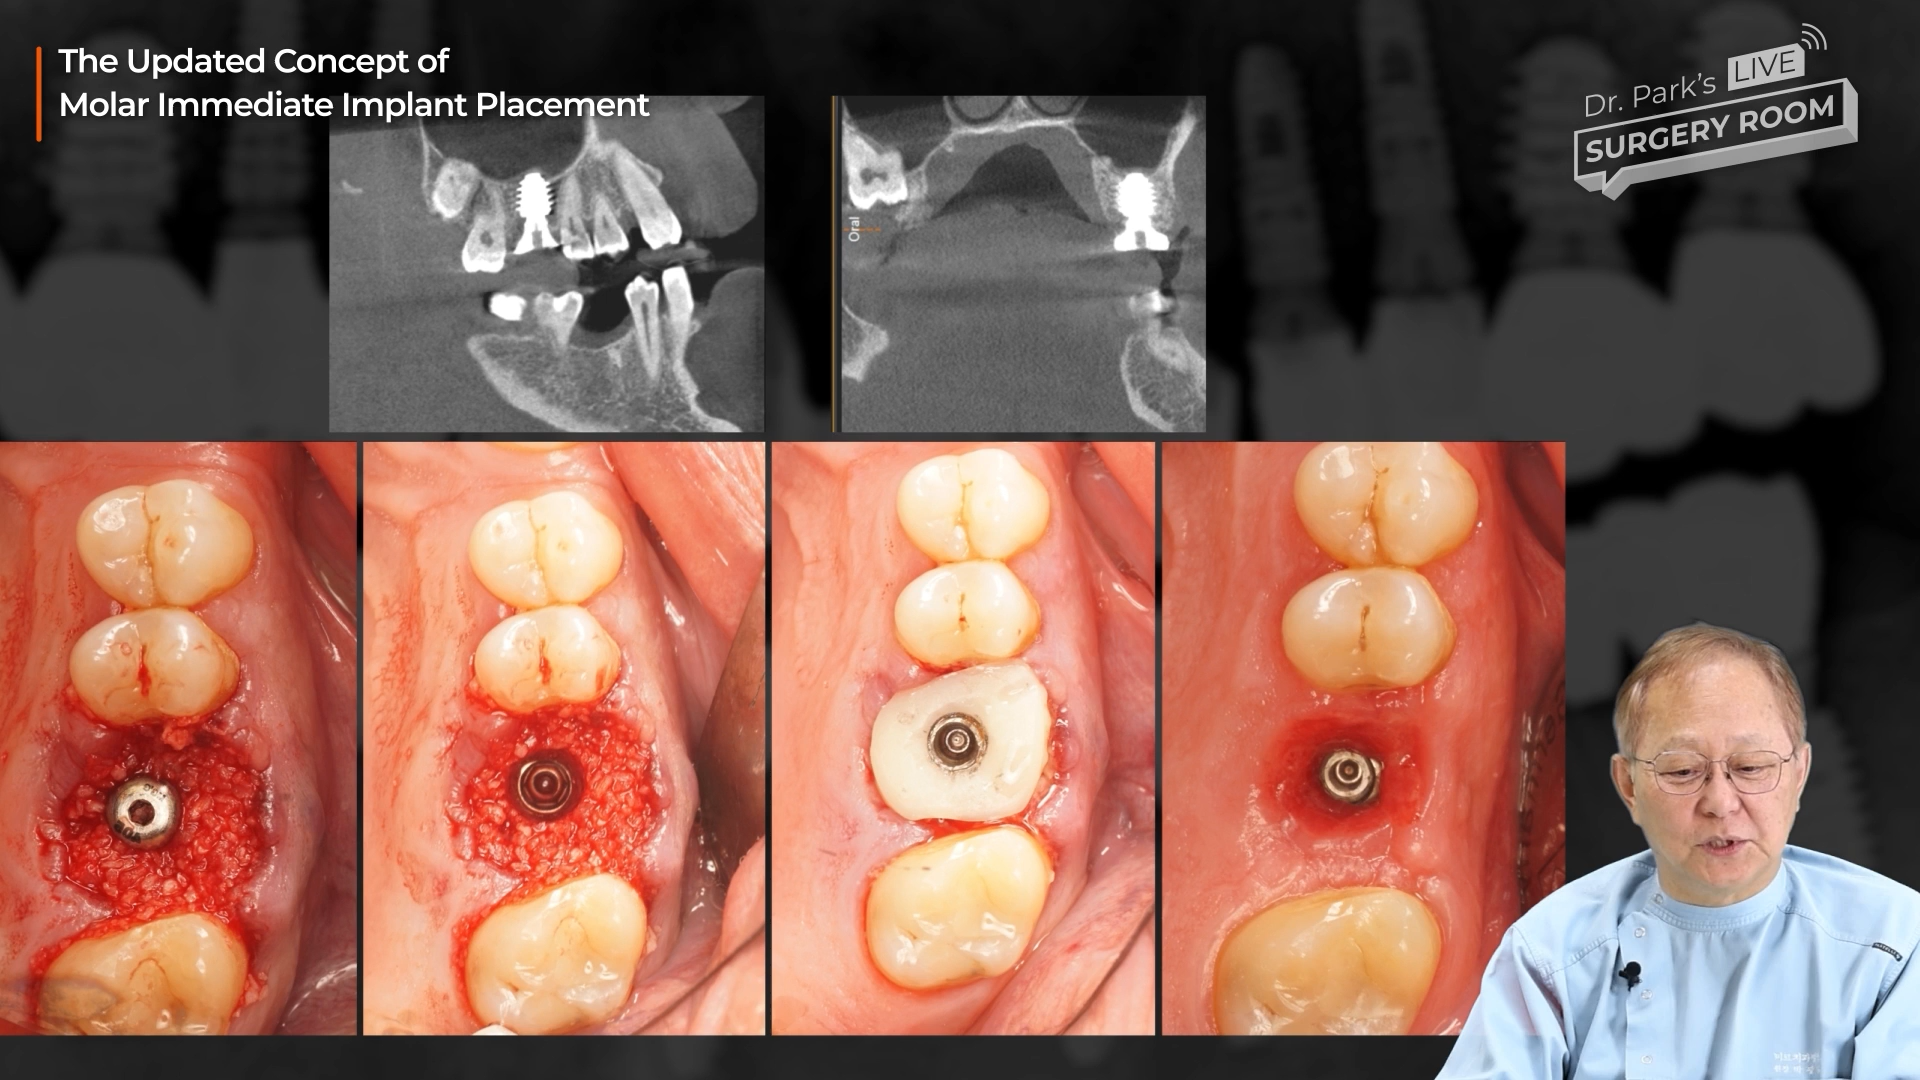 The Updated Concept of
Molar Immediate Implant Placement
Dr. Park's LIVE
SURGERY ROOM
Oral